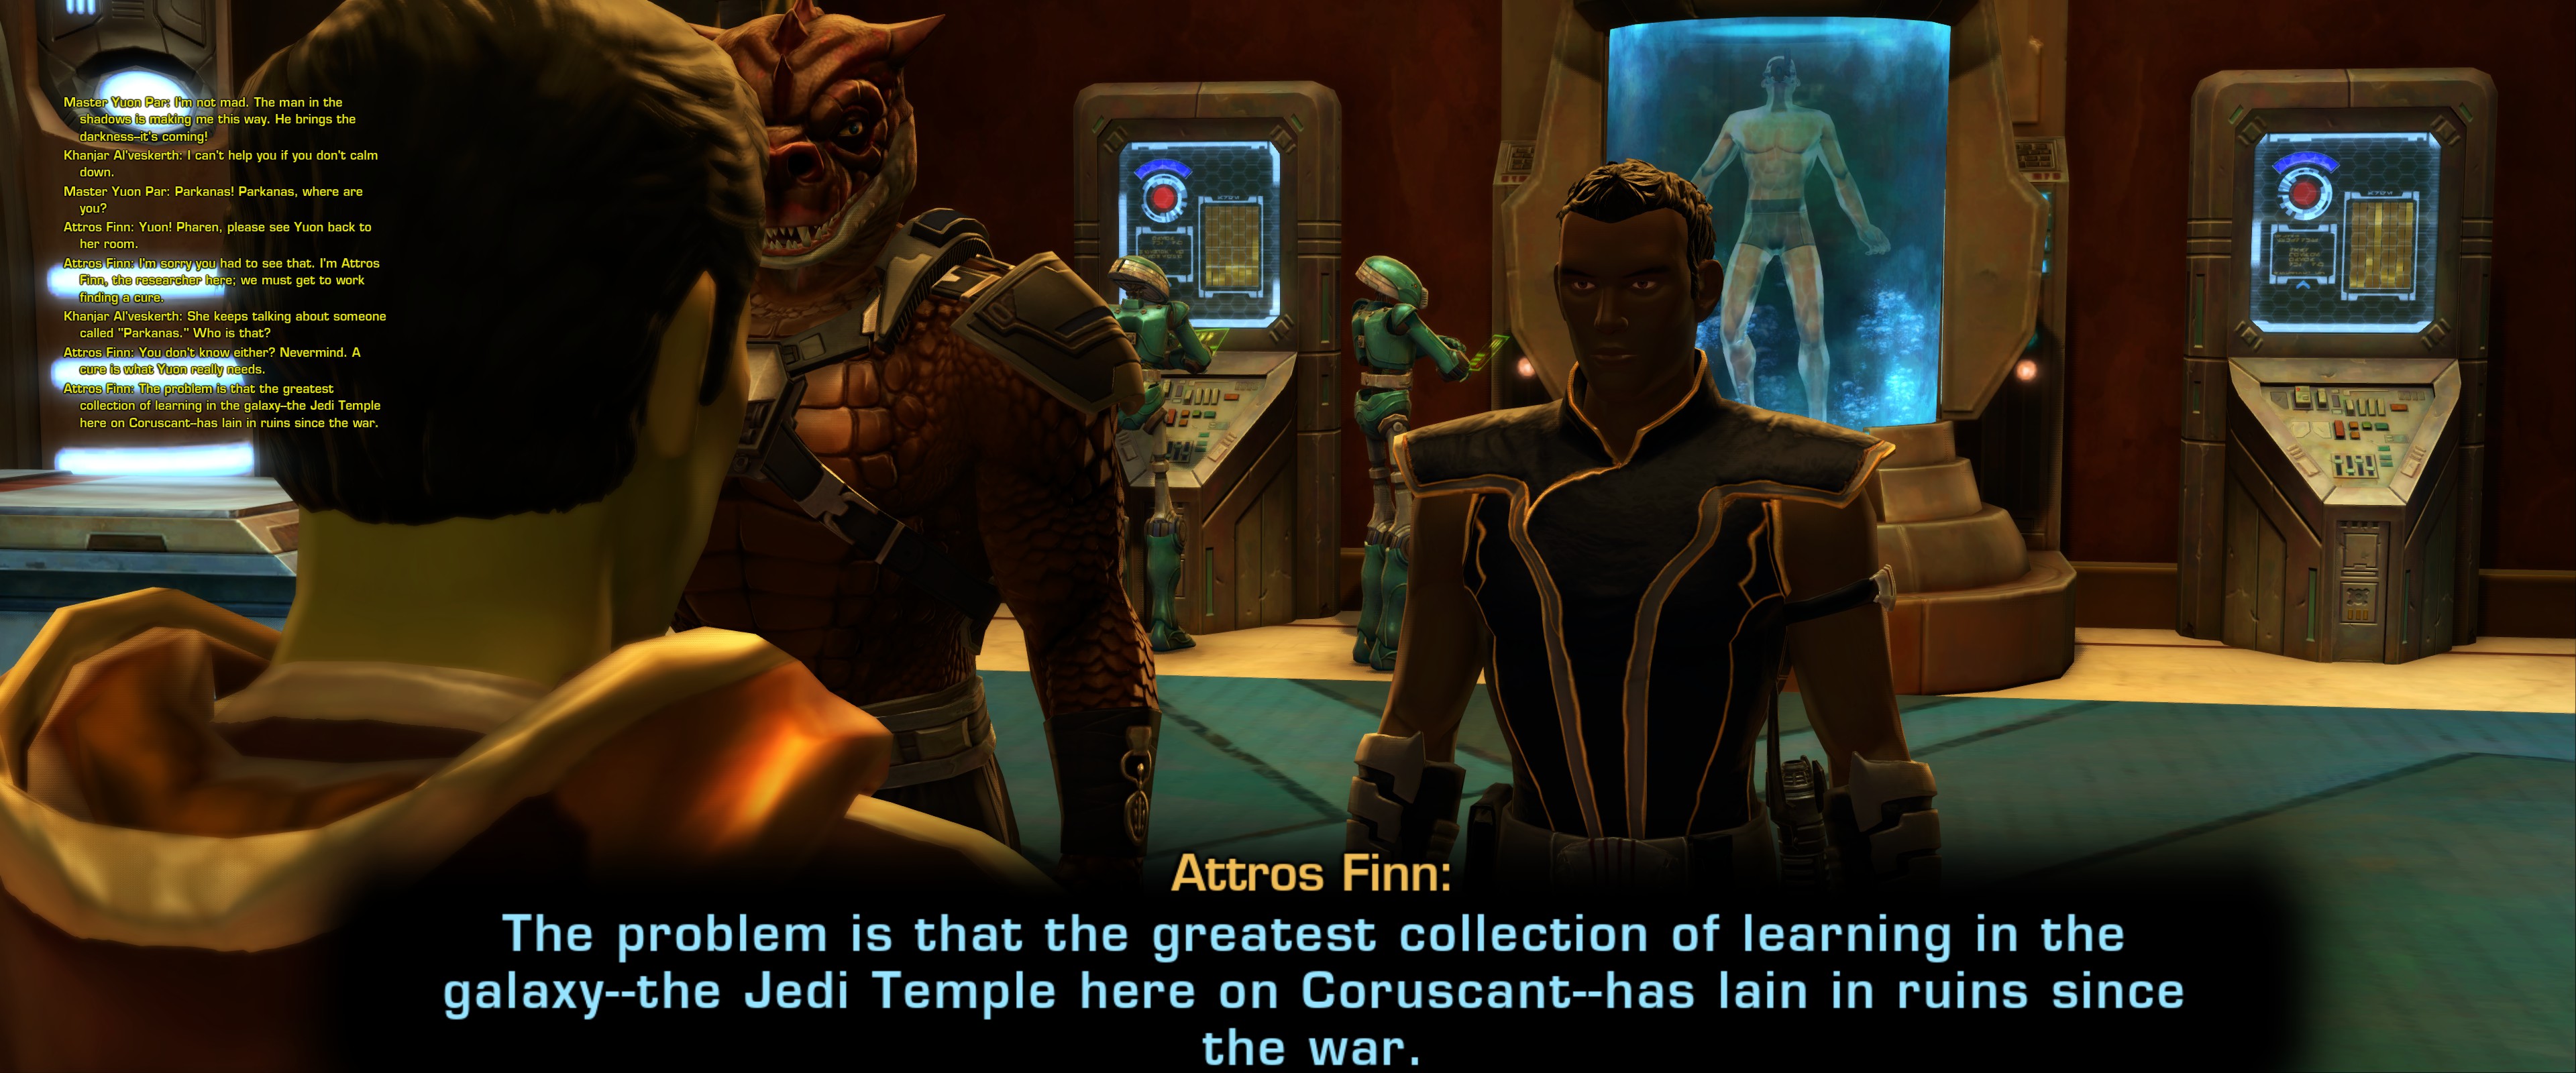 Master Yuon Par: I'm not mad. The man in the
shadows is making me this way. He brings the
darkness--it's coming!
Khanjar Al'veskerth: I can't help you if you don't calm
down.
Master Yuon Par: Parkanas! Parkanas, where are
you?
Attros Finn: Yuon! Pharen, please see Yuon back to
her room.
Attros Finn: I'm sorry you had to see that. I'm Attros
Finn, the researcher here; we must get to work
finding a cure.
Khanjar Al'veskerth: She keeps talking about someone
called "Parkanas." Who is that?
Attros Finn: You don't know either? Nevermind. A
cure is what Yuon really needs.
Attros Finn: The problem is that the greatest
collection of learning in the galaxy--the Jedi Temple
here on Coruscant--has lain in ruins since the war.
Attros Finn:
The problem is that the greatest collection of learning in the
galaxy--the Jedi Temple here on Coruscant--has lain in ruins since
the war.